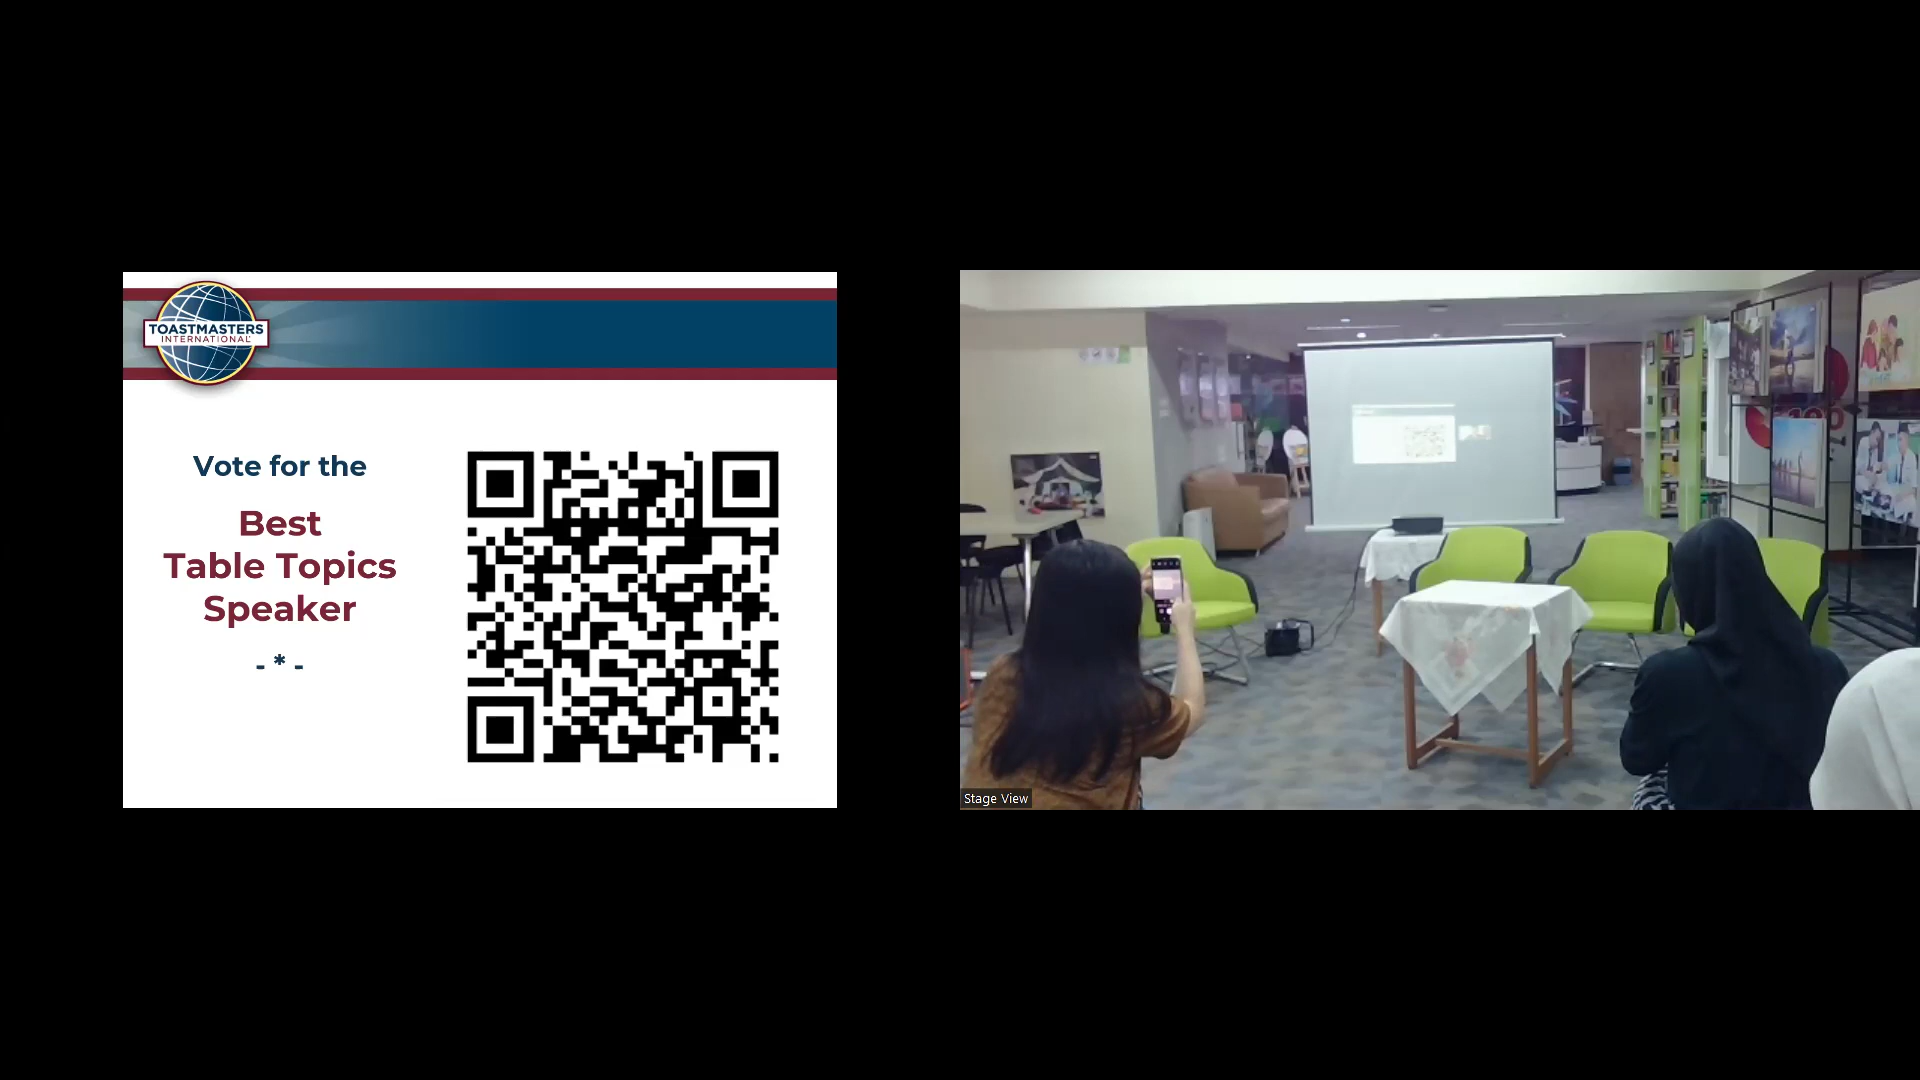 TOASTMASTERS
INTERNATIONAL
Vote for the
Best
Table Topics
Speaker
- * -
Stage View